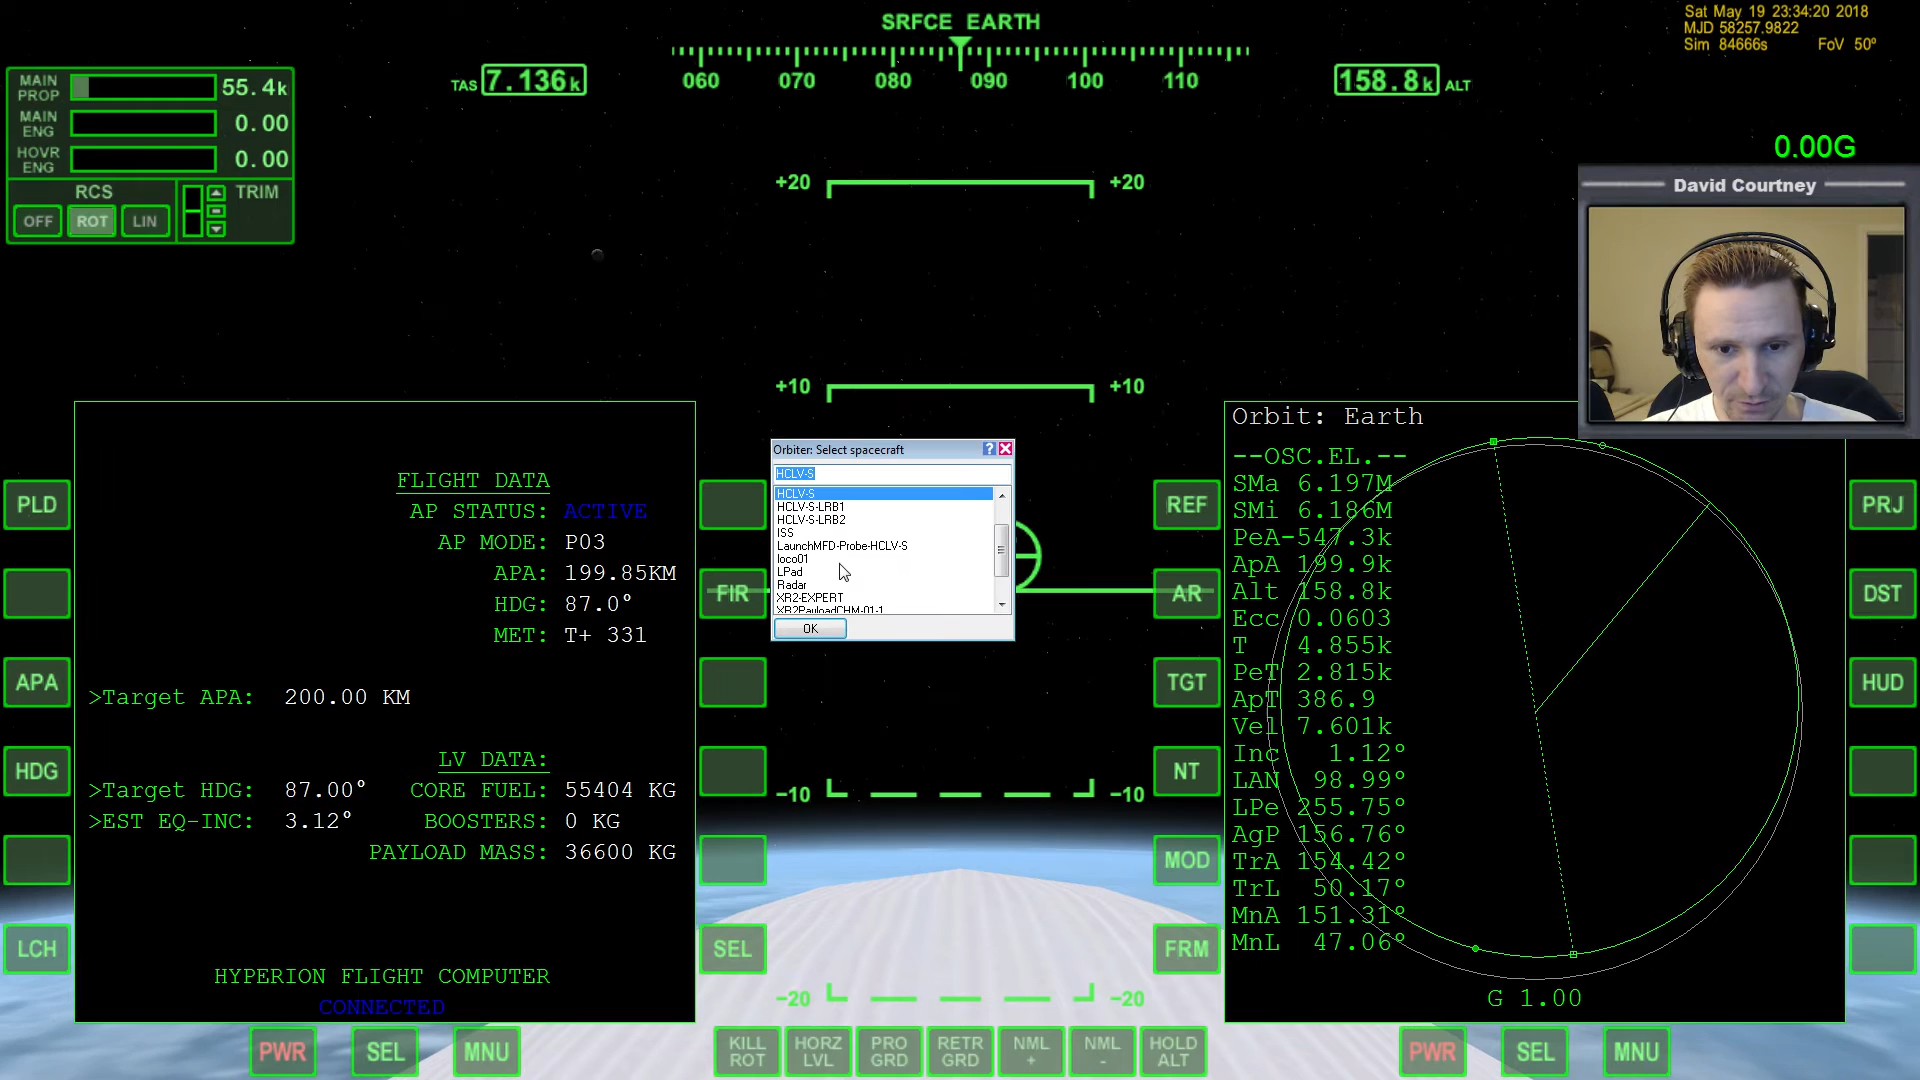 SRFCE EARTH
060 070 080 090 100 110
TAS 7.136k
158.8k ALT
Sat May 19 23:34:20 2018
MJD 58257.9822
Sim 84666s FoV 50°
MAIN PROP 55.4k
MAIN ENG 0.00
HOVR ENG 0.00
RCS TRIM
OFF ROT LIN
0.00G
David Courtney
+20 +20
+10 +10
-10 -10
-20 -20
FLIGHT DATA
AP STATUS: ACTIVE
AP MODE: P03
APA: 199.85KM
HDG: 87.0°
MET: T+ 331
>Target APA: 200.00 KM
LV DATA:
>Target HDG: 87.00° CORE FUEL: 55404 KG
>EST EQ-INC: 3.12° BOOSTERS: 0 KG
PAYLOAD MASS: 36600 KG
HYPERION FLIGHT COMPUTER
CONNECTED
PLD
APA
HDG
LCH
FIR
SEL
PWR SEL MNU
Orbiter: Select spacecraft
HCLV-S
HCLV-S
HCLV-S-LRB1
HCLV-S-LRB2
ISS
LaunchMFD-Probe-HCLV-S
loco01
LPad
Radar
XR2-EXPERT
XR2PayloadCHM-01-1
OK
KILL ROT
HORZ LVL
PRO GRD
RETR GRD
NML +
NML -
HOLD ALT
REF
AR
TGT
NT
MOD
FRM
Orbit: Earth
--OSC.EL.--
SMa 6.197M
SMi 6.186M
PeA-547.3k
ApA 199.9k
Alt 158.8k
Ecc 0.0603
T 4.855k
PeT 2.815k
ApT 386.9
Vel 7.601k
Inc 1.12°
LAN 98.99°
LPe 255.75°
AgP 156.76°
TrA 154.42°
TrL 50.17°
MnA 151.31°
MnL 47.06°
G 1.00
PRJ
DST
HUD
PWR SEL MNU